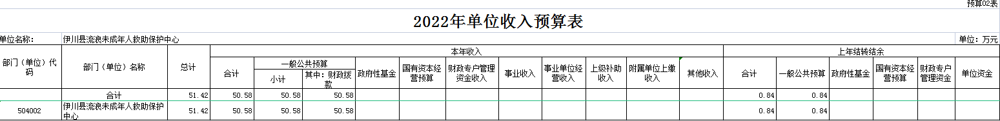 预算02表
2022年单位收入预算表
单位名称: 伊川县流浪未成年人救助保护中心 单位：万元
部门（单位）代码 部门（单位）名称 总计 本年收入 上年结转结余
合计 一般公共预算 政府性基金 国有资本经营预算 财政专户管理资金收入 事业收入 事业单位经营收入 上级补助收入 附属单位上缴收入 其他收入 合计 一般公共预算 政府性基金 国有资本经营预算 财政专户管理资金 单位资金
小计 其中：财政拨款
合计 51.42 50.58 50.58 50.58 0.84 0.84
504002 伊川县流浪未成年人救助保护中心 51.42 50.58 50.58 50.58 0.84 0.84